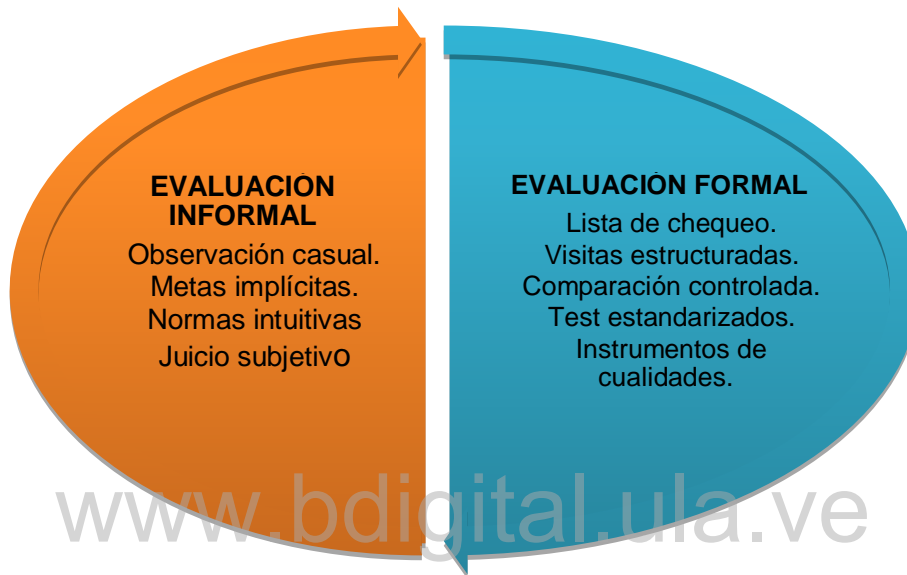 EVALUACIÓN
INFORMAL
Observación casual.
Metas implícitas.
Normas intuitivas
Juicio subjetivo
EVALUACIÓN FORMAL
Lista de chequeo.
Visitas estructuradas.
Comparación controlada.
Test estandarizados.
Instrumentos de
cualidades.
www.bdigital.ula.ve